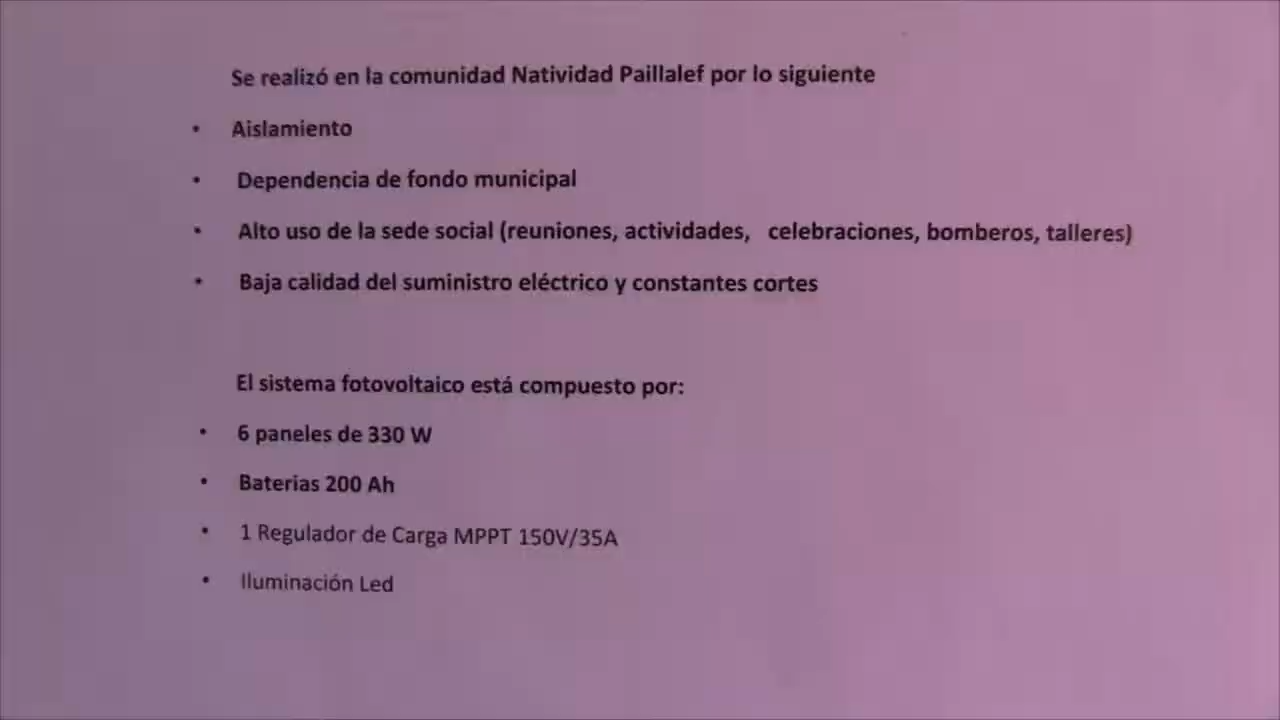 Se realizó en la comunidad Natividad Paillalef por lo siguiente
• Aislamiento
• Dependencia de fondo municipal
• Alto uso de la sede social (reuniones, actividades, celebraciones, bomberos, talleres)
• Baja calidad del suministro eléctrico y constantes cortes
El sistema fotovoltaico está compuesto por:
• 6 paneles de 330 W
• Baterias 200 Ah
• 1 Regulador de Carga MPPT 150V/35A
• Iluminación Led